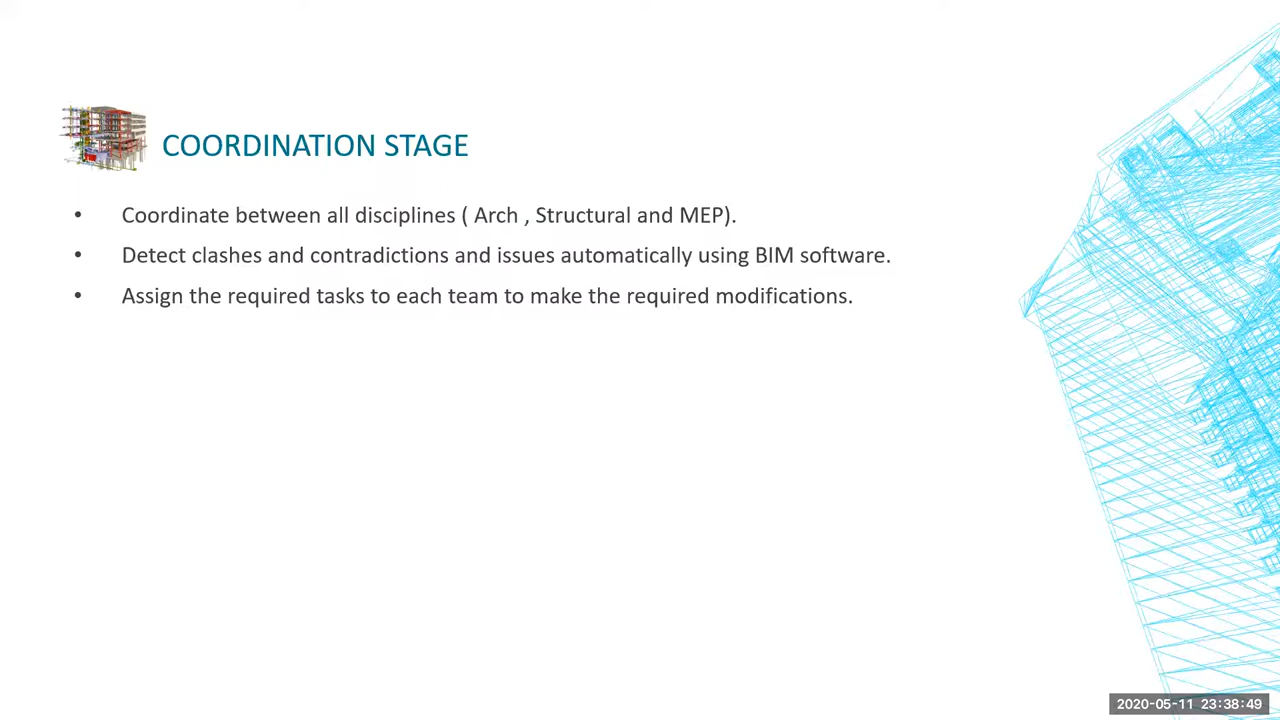 COORDINATION STAGE
• Coordinate between all disciplines ( Arch , Structural and MEP).
• Detect clashes and contradictions and issues automatically using BIM software.
• Assign the required tasks to each team to make the required modifications.
2020-05-11 23:38:49